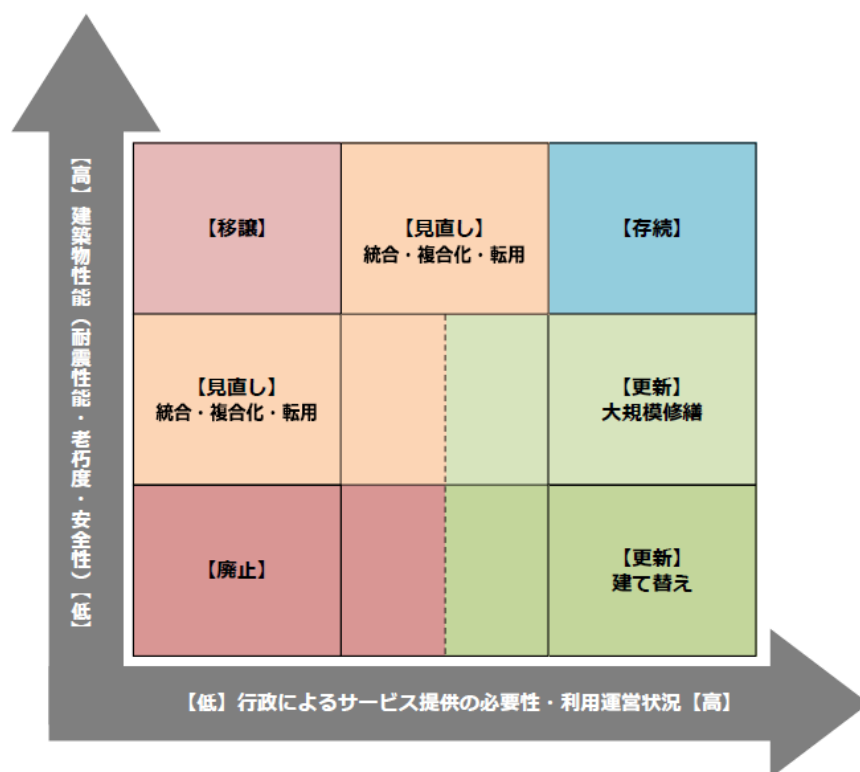 【高】建築物性能（耐震性能・老朽度・安全性）【低】
【移譲】
【見直し】
統合・複合化・転用
【存続】
【見直し】
統合・複合化・転用
【更新】
大規模修繕
【廃止】
【更新】
建て替え
【低】行政によるサービス提供の必要性・利用運営状況【高】